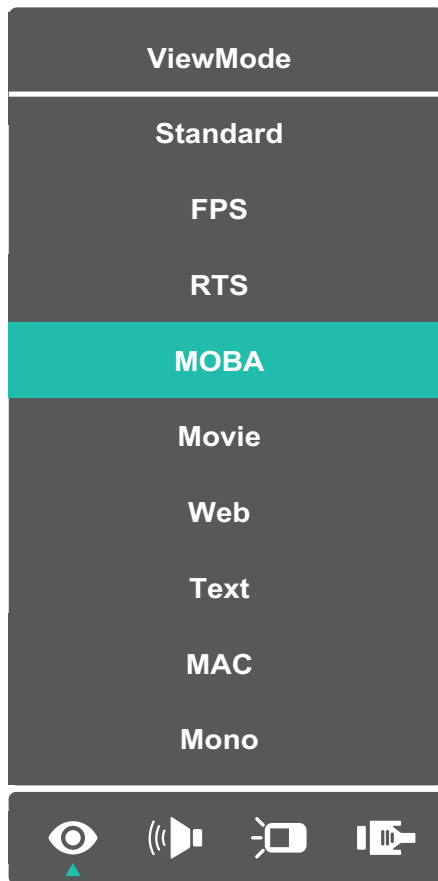 ViewMode
Standard
FPS
RTS
MOBA
Movie
Web
Text
MAC
Mono